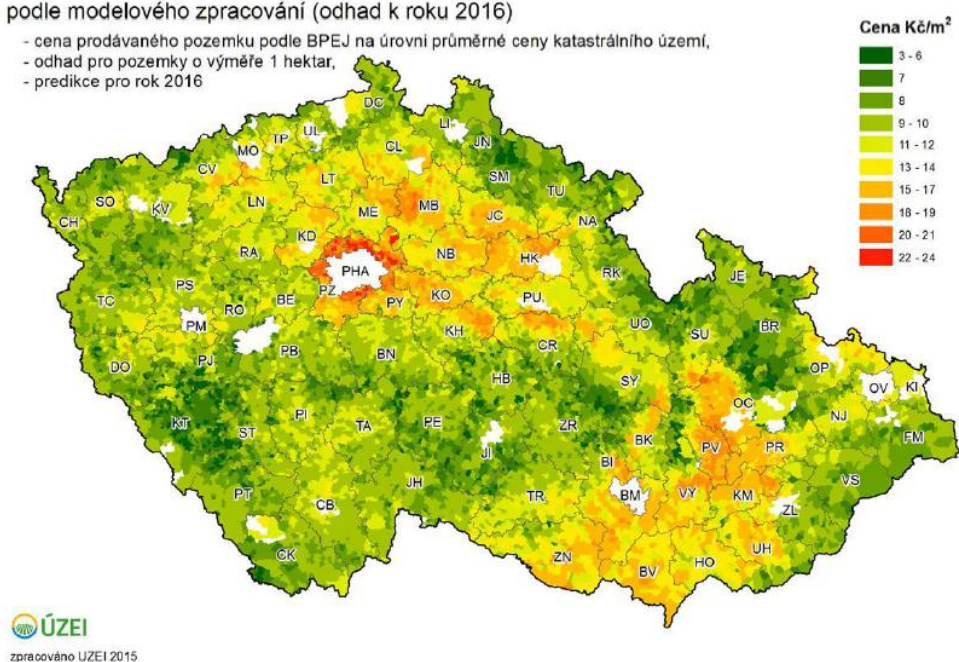 podle modelového zpracování (odhad k roku 2016)
- cena prodávaného pozemku podle BPEJ na úrovni průměrné ceny katastrálního území,
- odhad pro pozemky o výměře 1 hektar,
- predikce pro rok 2016
Cena Kč/m²
3 - 6
7
8
9 - 10
11 - 12
13 - 14
15 - 17
18 - 19
20 - 21
22 - 24
DC
UL
LI
TP
MO
CL
JN
CV
LT
SM
TU
SO
KV
LN
ME
MB
JC
NA
CH
KD
RA
NB
HK
PHA
RK
JE
TC
PS
PZ
KO
PU
BE
PY
RO
PM
KH
UO
SU
BR
PB
BN
CR
DO
PJ
OP
OV
KI
HB
SY
OC
NJ
KT
ST
PI
TA
PE
ZR
BK
PV
PR
FM
JI
BI
VS
PT
JH
TR
BM
VY
KM
ZL
CB
CK
ZN
UH
BV
HO
ÚZEI
zpracováno UZEI 2015